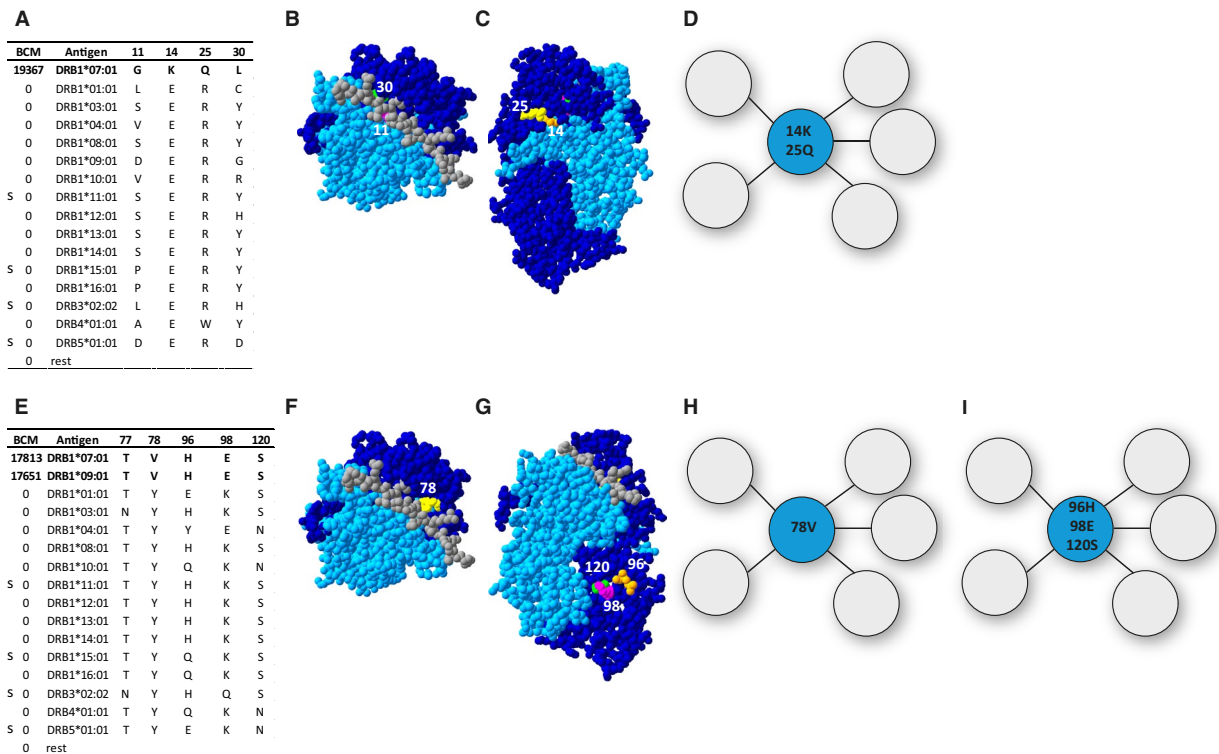 A
BCM Antigen 11 14 25 30
19367 DRB1*07:01 G K Q L
0 DRB1*01:01 L E R C
0 DRB1*03:01 S E R Y
0 DRB1*04:01 V E R Y
0 DRB1*08:01 S E R Y
0 DRB1*09:01 D E R G
0 DRB1*10:01 V E R R
S 0 DRB1*11:01 S E R Y
0 DRB1*12:01 S E R H
0 DRB1*13:01 S E R Y
0 DRB1*14:01 S E R Y
S 0 DRB1*15:01 P E R Y
0 DRB1*16:01 P E R Y
S 0 DRB3*02:02 L E R H
0 DRB4*01:01 A E W Y
S 0 DRB5*01:01 D E R D
0 rest
B
30
11
C
25
14
D
14K
25Q
E
BCM Antigen 77 78 96 98 120
17813 DRB1*07:01 T V H E S
17651 DRB1*09:01 T V H E S
0 DRB1*01:01 T Y E K S
0 DRB1*03:01 N Y H K S
0 DRB1*04:01 T Y Y E N
0 DRB1*08:01 T Y H K S
0 DRB1*10:01 T Y Q K N
S 0 DRB1*11:01 T Y H K S
0 DRB1*12:01 T Y H K S
0 DRB1*13:01 T Y H K S
0 DRB1*14:01 T Y H K S
S 0 DRB1*15:01 T Y Q K S
0 DRB1*16:01 T Y Q K S
S 0 DRB3*02:02 N Y H Q S
0 DRB4*01:01 T Y Q K N
S 0 DRB5*01:01 T Y E K N
0 rest
F
78
G
120 96
98
H
78V
I
96H
98E
120S